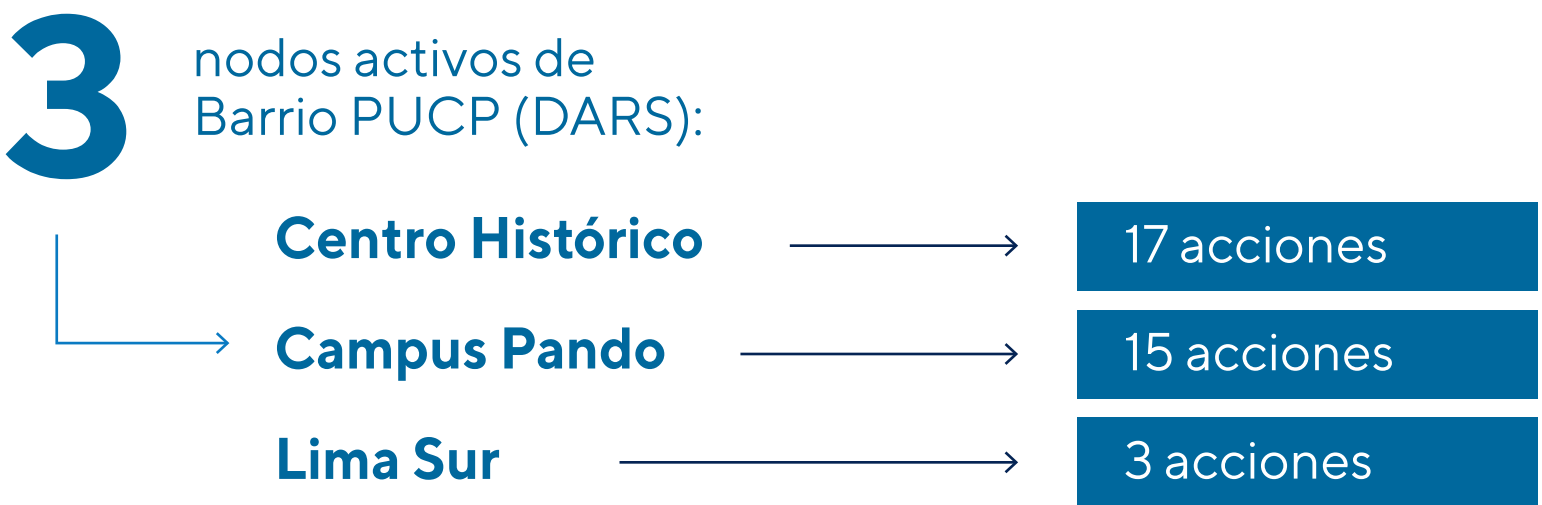 3
nodos activos de
Barrio PUCP (DARS):
Centro Histórico
17 acciones
Campus Pando
15 acciones
Lima Sur
3 acciones